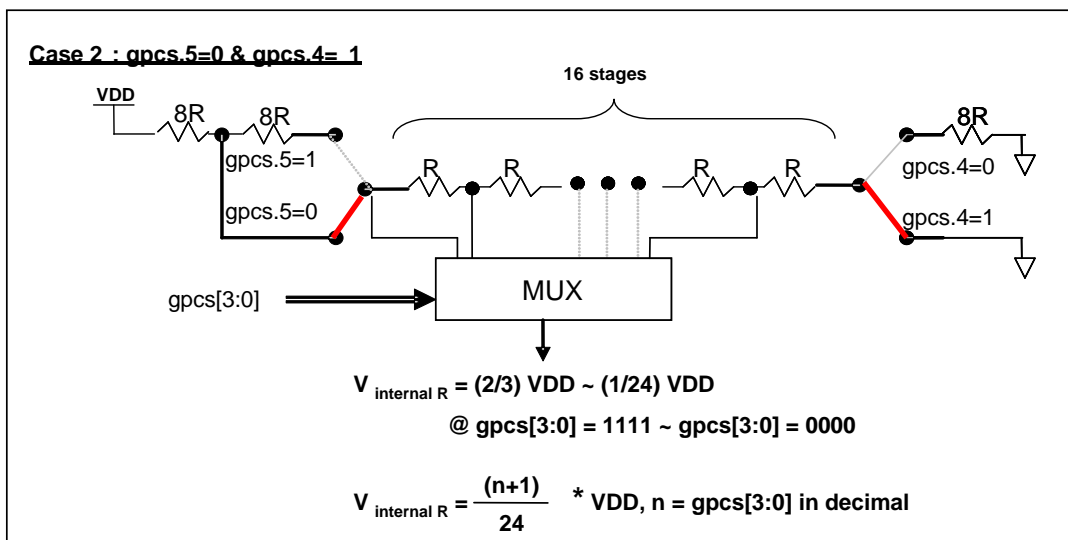 Case 2 : gpcs.5=0 & gpcs.4= 1
16 stages
VDD
8R
8R
8R
gpcs.5=1
R
R
R
R
gpcs.4=0
gpcs.5=0
gpcs.4=1
gpcs[3:0]
MUX
V internal R = (2/3) VDD ~ (1/24) VDD
@ gpcs[3:0] = 1111 ~ gpcs[3:0] = 0000
V internal R = (n+1) / 24 * VDD, n = gpcs[3:0] in decimal